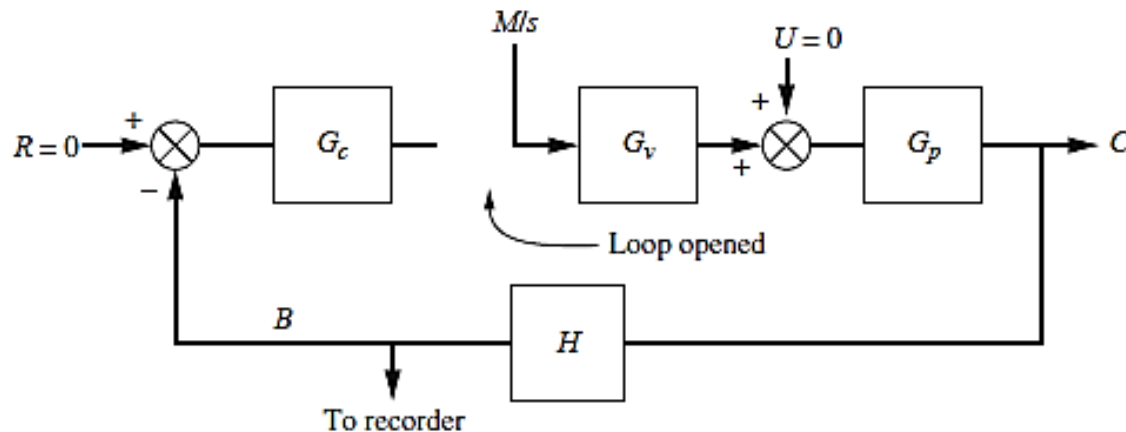 M/s
U = 0
+
+
R = 0
G_c
G_v
G_p
C
−
+
Loop opened
B
H
To recorder